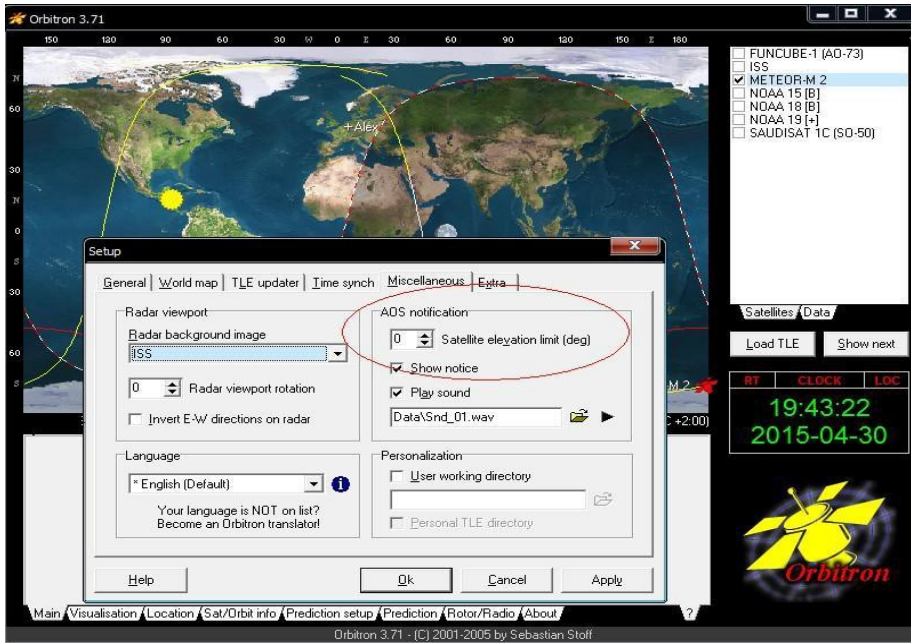 Orbitron 3.71
150 120 90 60 30 W 0 E 30 60 90 120 150 E 180
N
60
30
N
0
S
30
60
S
+Alex
M 2
C +2:00)
FUNCUBE-1 (AO-73)
ISS
METEOR-M 2
NOAA 15 [B]
NOAA 18 [B]
NOAA 19 [+]
SAUDISAT 1C (SO-50)
Satellites Data
Load TLE Show next
RT CLOCK LOC
19:43:22
2015-04-30
Orbitron
Setup
General World map TLE updater Time synch Miscellaneous Extra
Radar viewport
Radar background image
ISS
0 Radar viewport rotation
Invert E-W directions on radar
AOS notification
0 Satellite elevation limit (deg)
Show notice
Play sound
Data\Snd_01.wav
Language
* English (Default)
Your language is NOT on list?
Become an Orbitron translator!
Personalization
User working directory
Personal TLE directory
Help Ok Cancel Apply
Main Visualisation Location Sat/Orbit info Prediction setup Prediction Rotor/Radio About ?
Orbitron 3.71 - (C) 2001-2005 by Sebastian Stoff